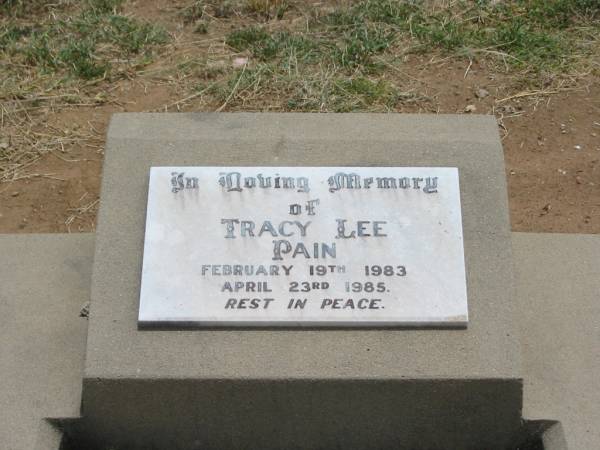 In Loving Memory
of
TRACY LEE
PAIN
FEBRUARY 19TH 1983
APRIL 23RD 1985.
REST IN PEACE.